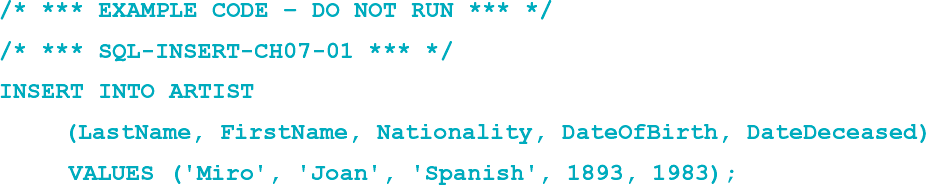 /* *** EXAMPLE CODE – DO NOT RUN *** */
/* *** SQL-INSERT-CH07-01 *** */
INSERT INTO ARTIST
(LastName, FirstName, Nationality, DateOfBirth, DateDeceased)
VALUES ('Miro', 'Joan', 'Spanish', 1893, 1983);